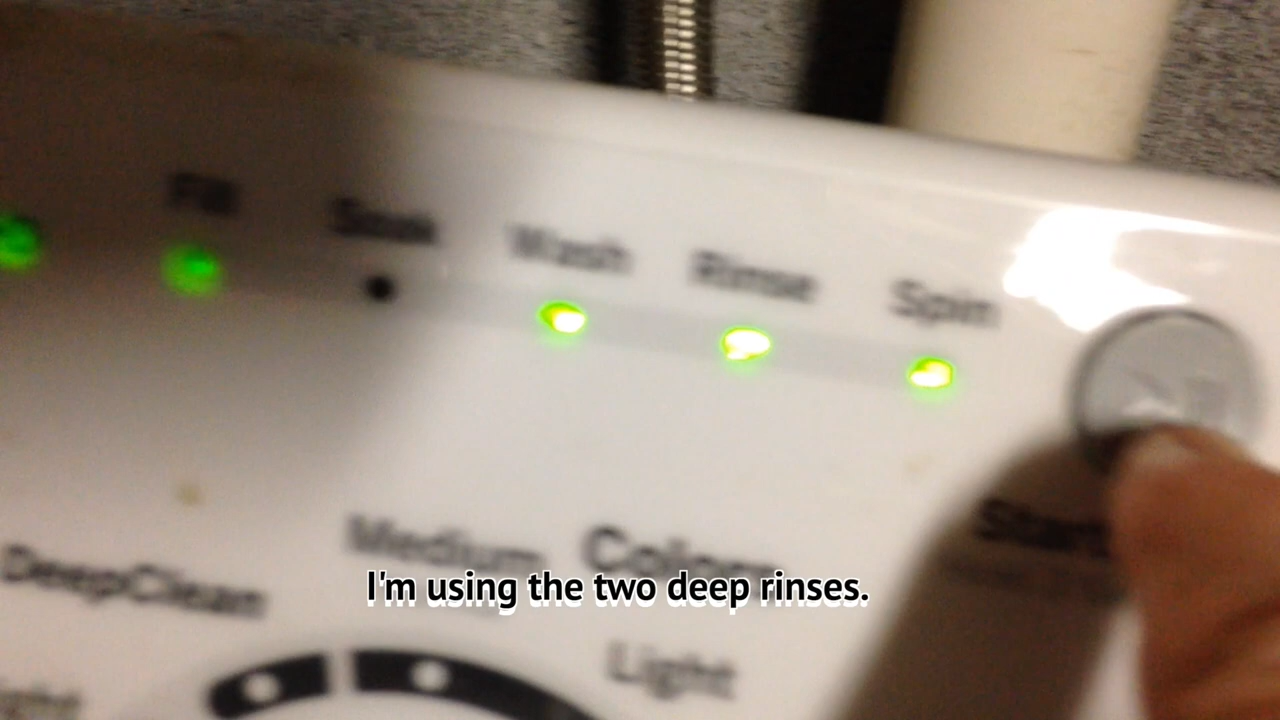 Fill Soak Wash Rinse Spin
Start
DeepClean Medium Colors
I'm using the two deep rinses.
Light